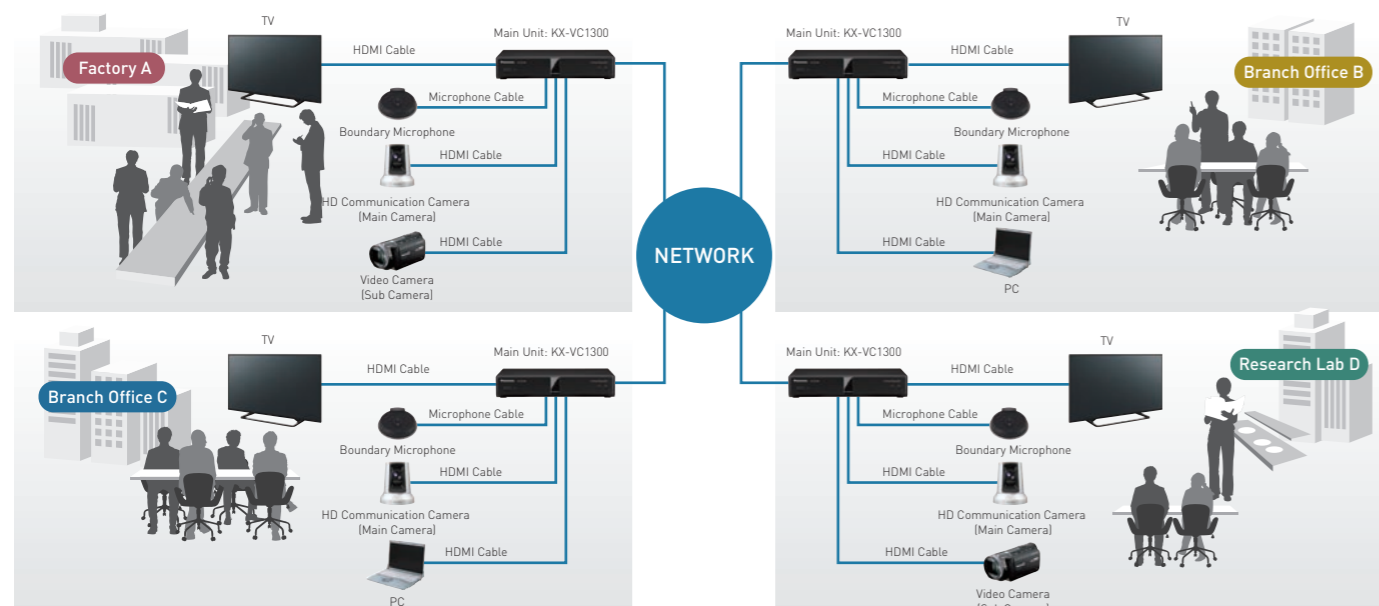 TV
HDMI Cable
Main Unit: KX-VC1300
Factory A
Microphone Cable
Boundary Microphone
HDMI Cable
HD Communication Camera
(Main Camera)
HDMI Cable
Video Camera
(Sub Camera)
Main Unit: KX-VC1300
HDMI Cable
TV
Branch Office B
Microphone Cable
Boundary Microphone
HDMI Cable
HD Communication Camera
(Main Camera)
HDMI Cable
PC
NETWORK
TV
HDMI Cable
Main Unit: KX-VC1300
Branch Office C
Microphone Cable
Boundary Microphone
HDMI Cable
HD Communication Camera
(Main Camera)
HDMI Cable
PC
Main Unit: KX-VC1300
HDMI Cable
TV
Research Lab D
Microphone Cable
Boundary Microphone
HDMI Cable
HD Communication Camera
(Main Camera)
HDMI Cable
Video Camera